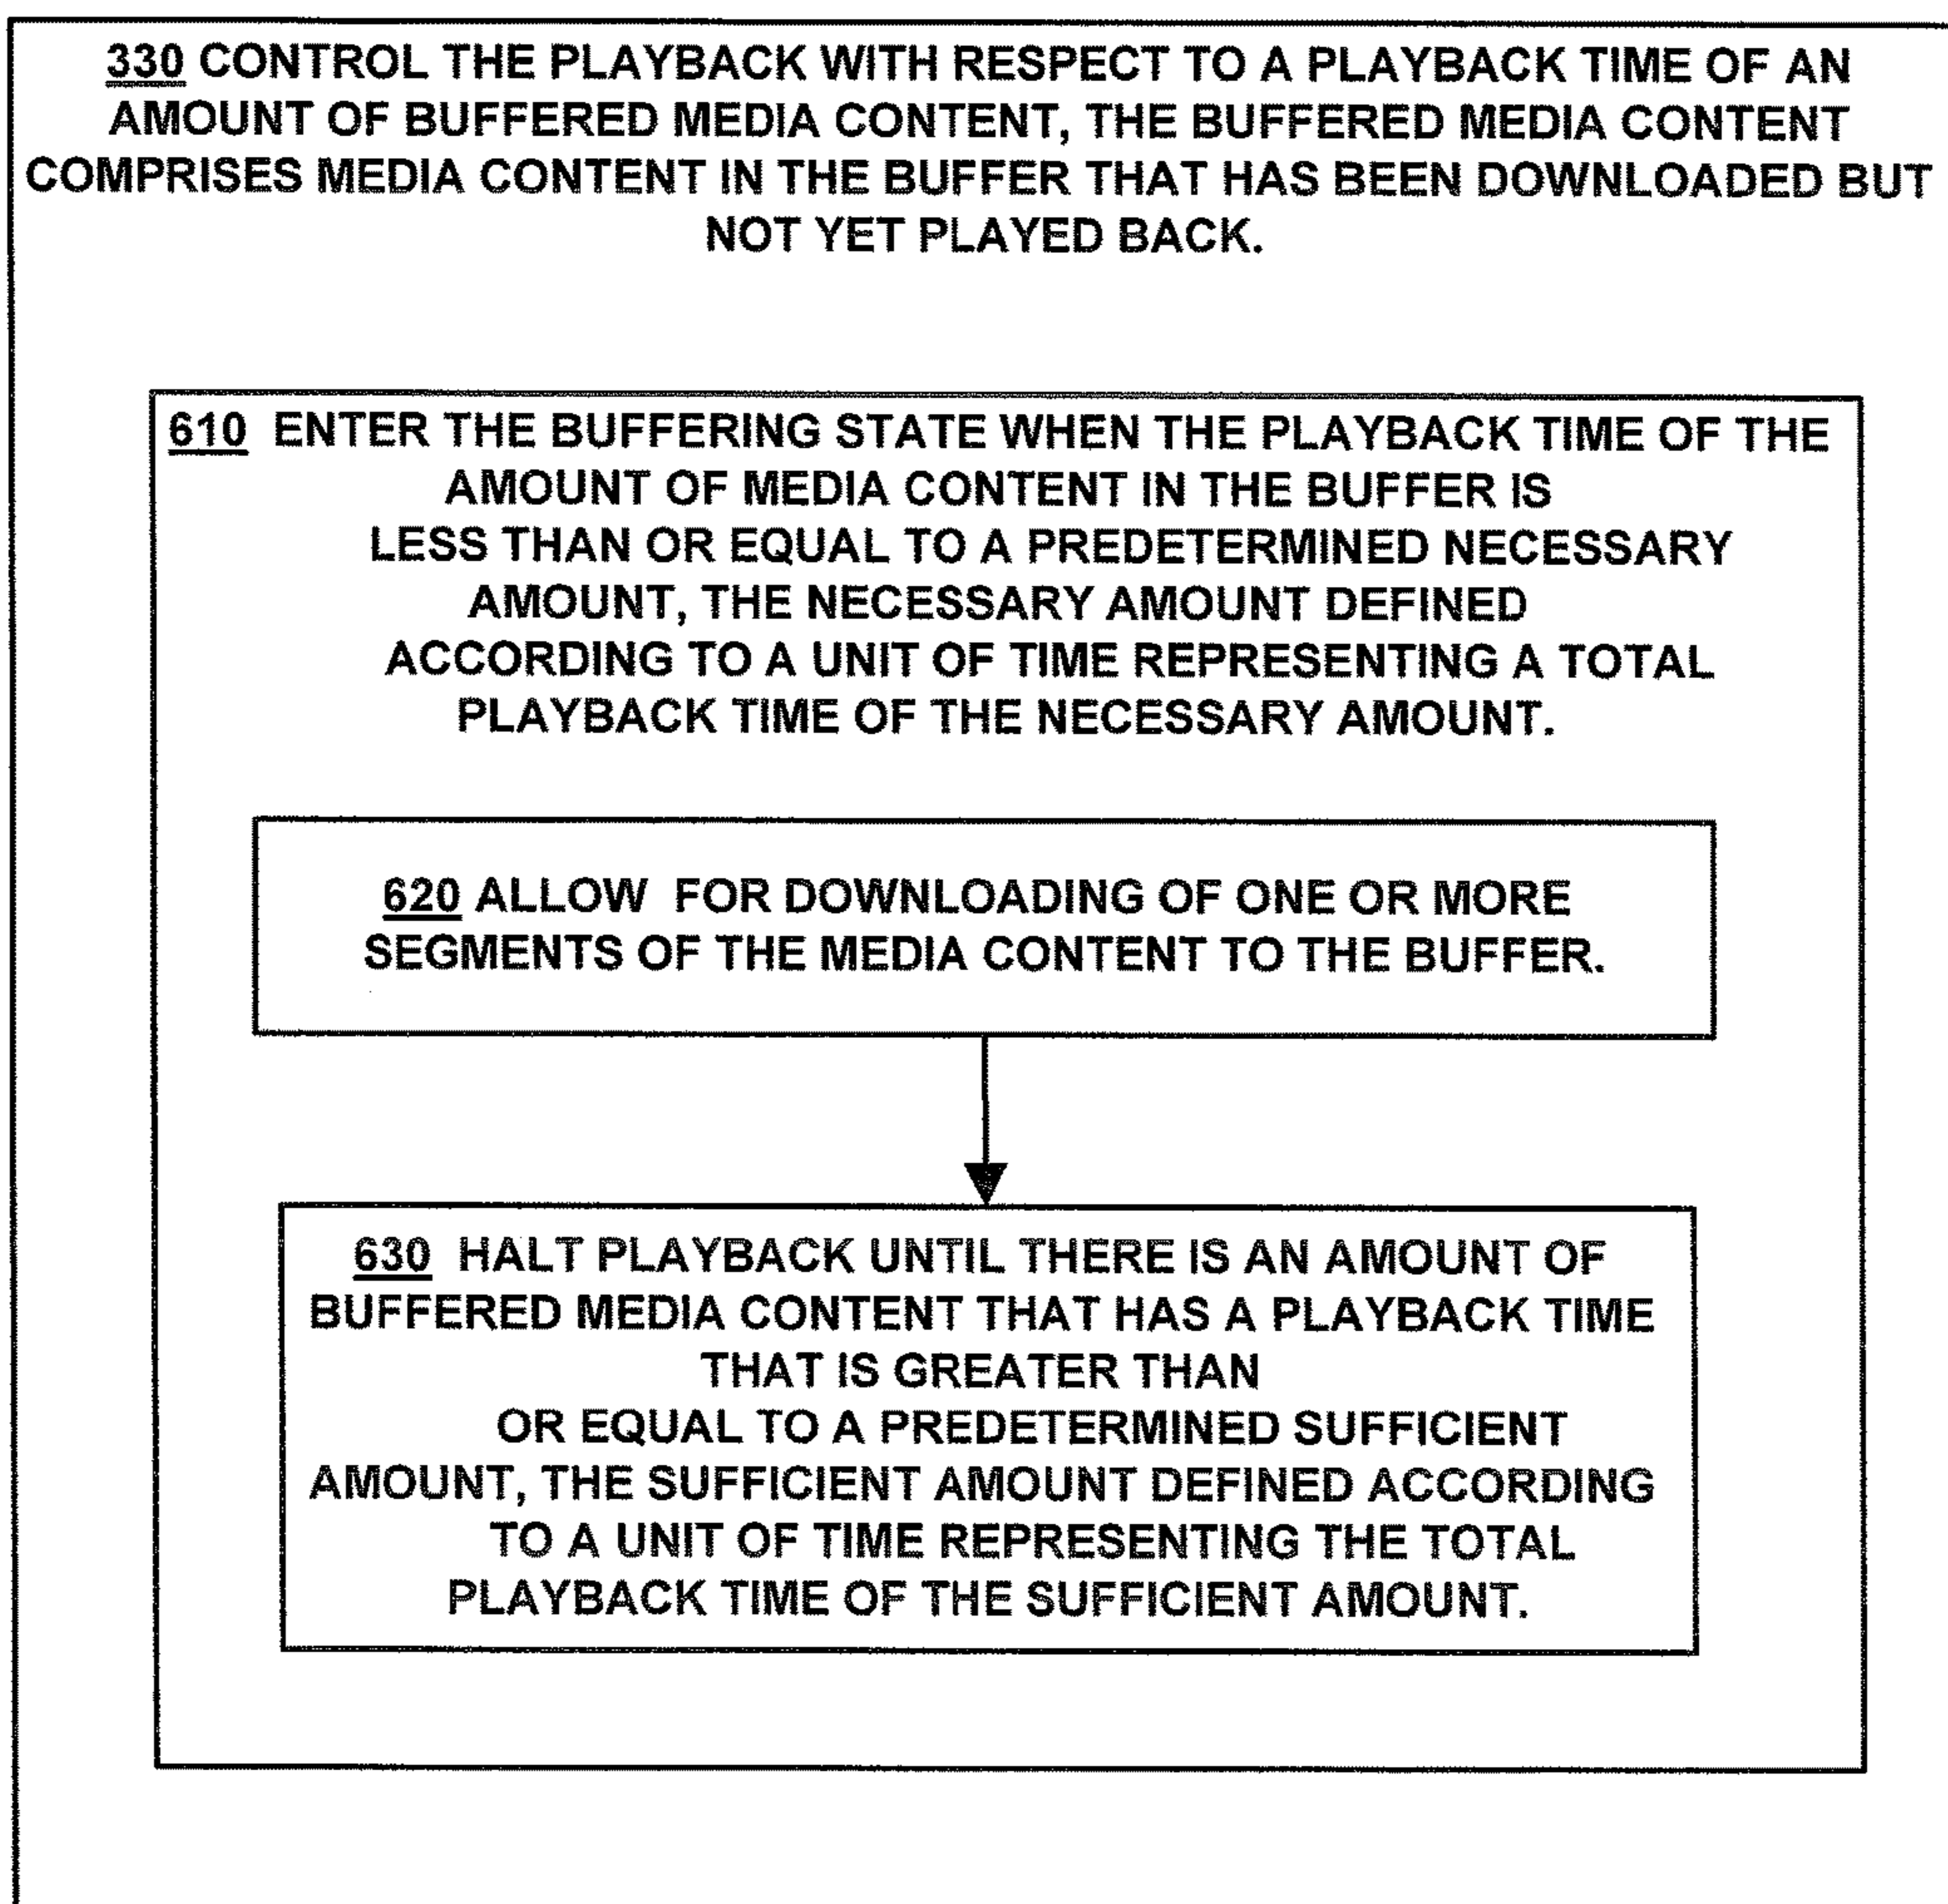 330 CONTROL THE PLAYBACK WITH RESPECT TO A PLAYBACK TIME OF AN
AMOUNT OF BUFFERED MEDIA CONTENT, THE BUFFERED MEDIA CONTENT
COMPRISES MEDIA CONTENT IN THE BUFFER THAT HAS BEEN DOWNLOADED BUT
NOT YET PLAYED BACK.
610 ENTER THE BUFFERING STATE WHEN THE PLAYBACK TIME OF THE
AMOUNT OF MEDIA CONTENT IN THE BUFFER IS
LESS THAN OR EQUAL TO A PREDETERMINED NECESSARY
AMOUNT, THE NECESSARY AMOUNT DEFINED
ACCORDING TO A UNIT OF TIME REPRESENTING A TOTAL
PLAYBACK TIME OF THE NECESSARY AMOUNT.
620 ALLOW FOR DOWNLOADING OF ONE OR MORE
SEGMENTS OF THE MEDIA CONTENT TO THE BUFFER.
630 HALT PLAYBACK UNTIL THERE IS AN AMOUNT OF
BUFFERED MEDIA CONTENT THAT HAS A PLAYBACK TIME
THAT IS GREATER THAN
OR EQUAL TO A PREDETERMINED SUFFICIENT
AMOUNT, THE SUFFICIENT AMOUNT DEFINED ACCORDING
TO A UNIT OF TIME REPRESENTING THE TOTAL
PLAYBACK TIME OF THE SUFFICIENT AMOUNT.